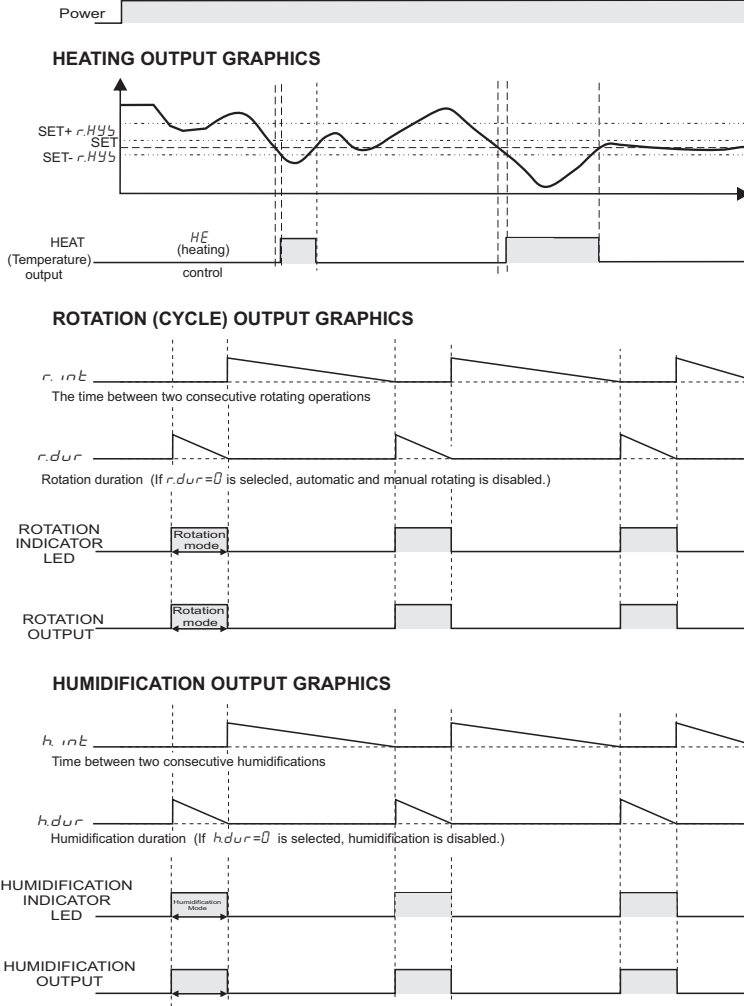 Power
HEATING OUTPUT GRAPHICS
SET+ r.HYS
SET
SET- r.HYS
HEAT
(Temperature)
output
HE
(heating)
control
ROTATION (CYCLE) OUTPUT GRAPHICS
r. int
The time between two consecutive rotating operations
r.dur
Rotation duration (If r.dur=0 is selected, automatic and manual rotating is disabled.)
ROTATION
INDICATOR
LED
Rotation
mode
ROTATION
OUTPUT
Rotation
mode
HUMIDIFICATION OUTPUT GRAPHICS
h. int
Time between two consecutive humidifications
h.dur
Humidification duration (If h.dur=0 is selected, humidification is disabled.)
HUMIDIFICATION
INDICATOR
LED
Humidification
Mode
HUMIDIFICATION
OUTPUT